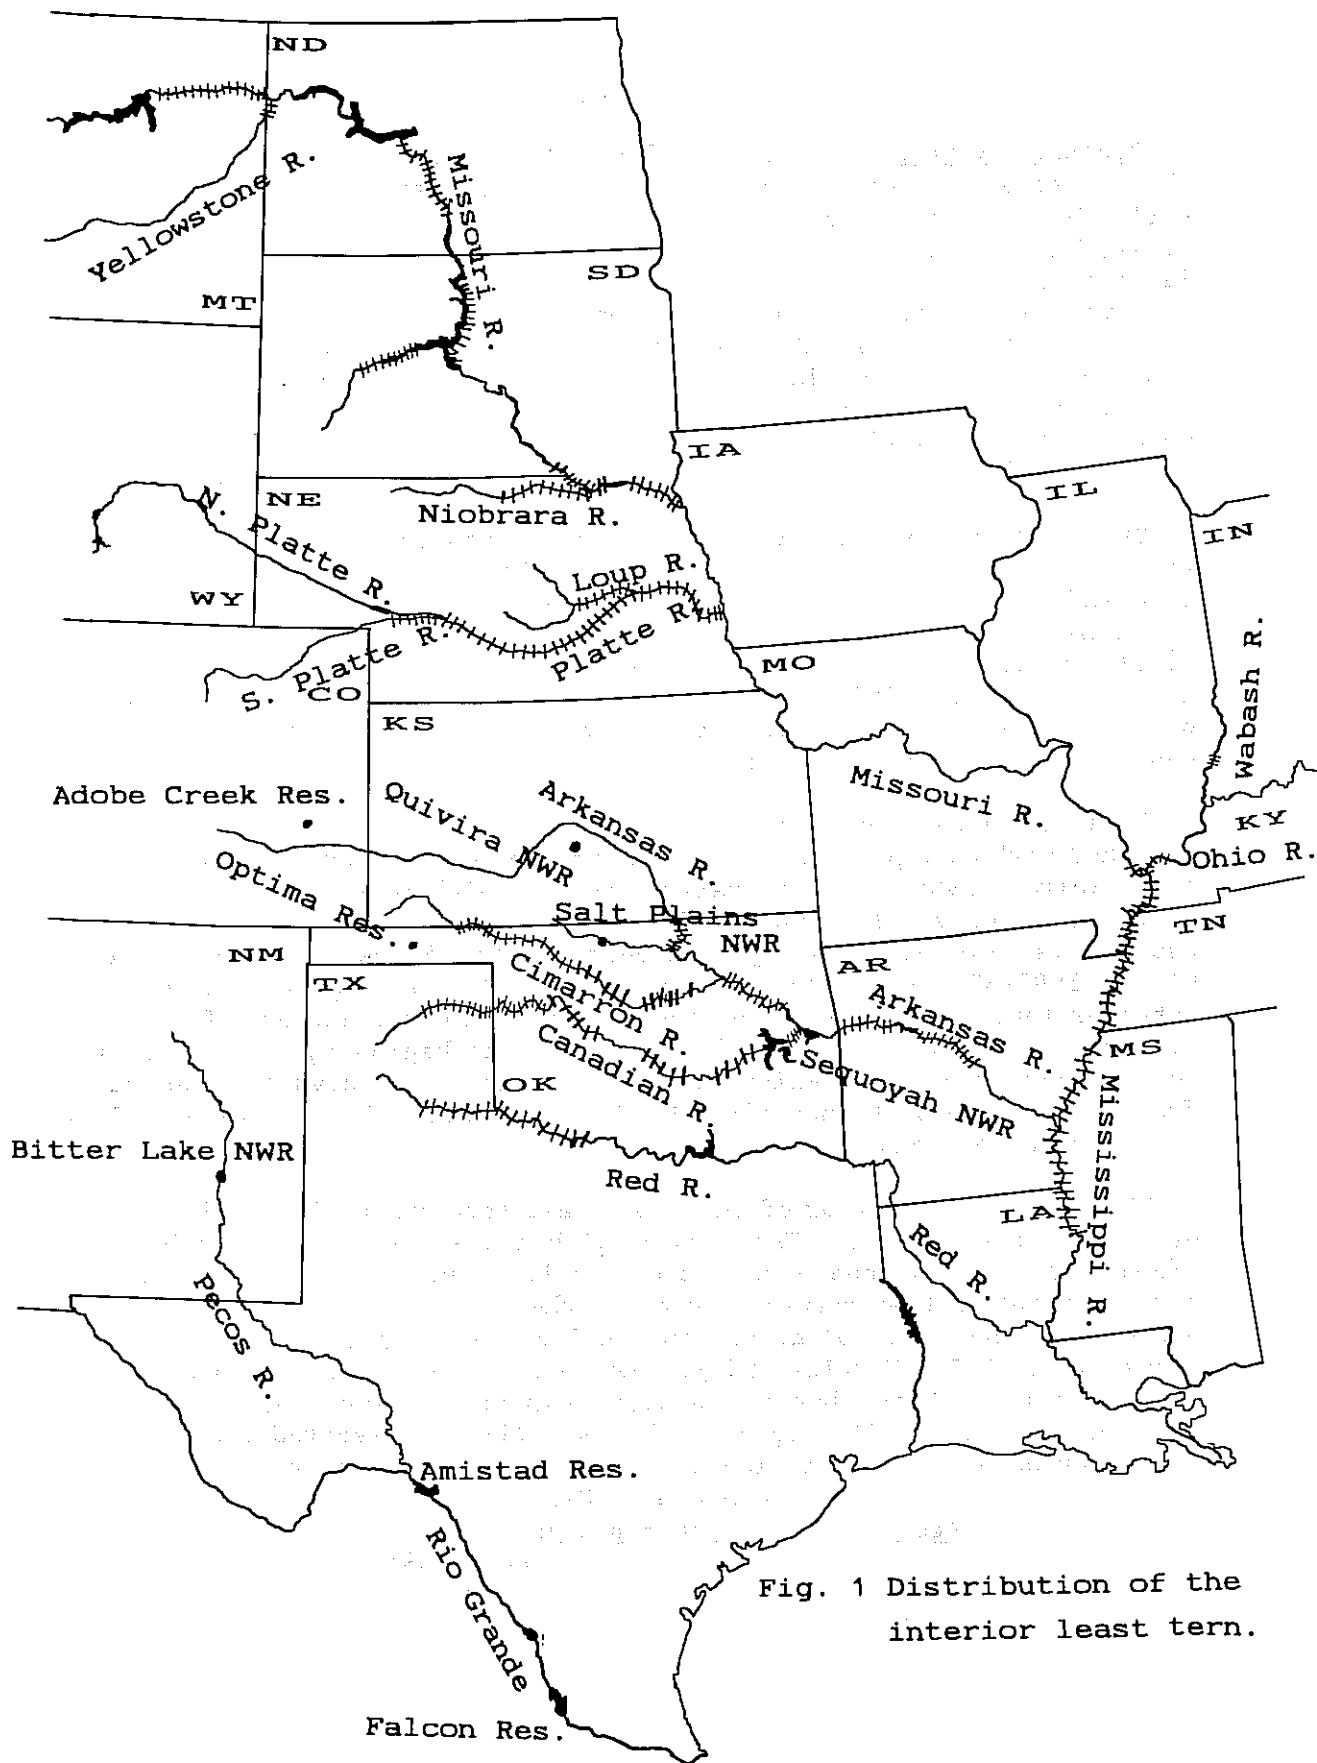 ND
Missouri R.
Yellowstone R.
SD
MT
IA
IL
NE
N. Platte R.
Niobrara R.
IN
Loup R.
WY
Platte R.
S. Platte R.
MO
CO
Wabash R.
KS
Adobe Creek Res.
Quivira NWR
Arkansas R.
Missouri R.
KY
Ohio R.
Optima Res.
Salt Plains
NWR
TN
NM
TX
Cimarron R.
AR
Arkansas R.
Canadian R.
MS
Sequoyah NWR
OK
Mississippi R.
Bitter Lake NWR
Red R.
LA
Red R.
Pecos R.
Amistad Res.
Rio Grande
Fig. 1 Distribution of the
interior least tern.
Falcon Res.